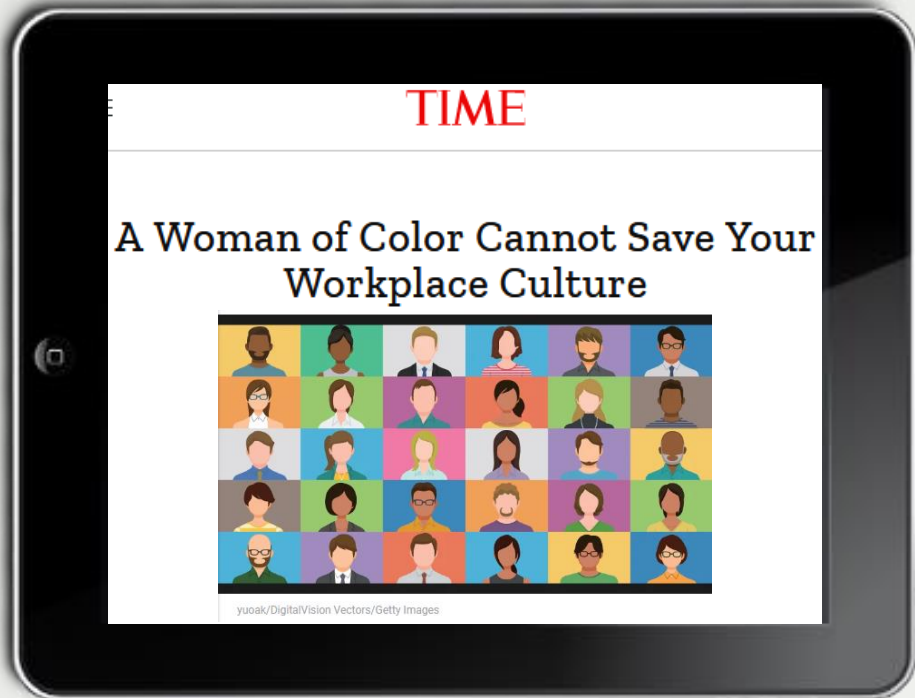 TIME
A Woman of Color Cannot Save Your
Workplace Culture
yuoak/DigitalVision Vectors/Getty Images